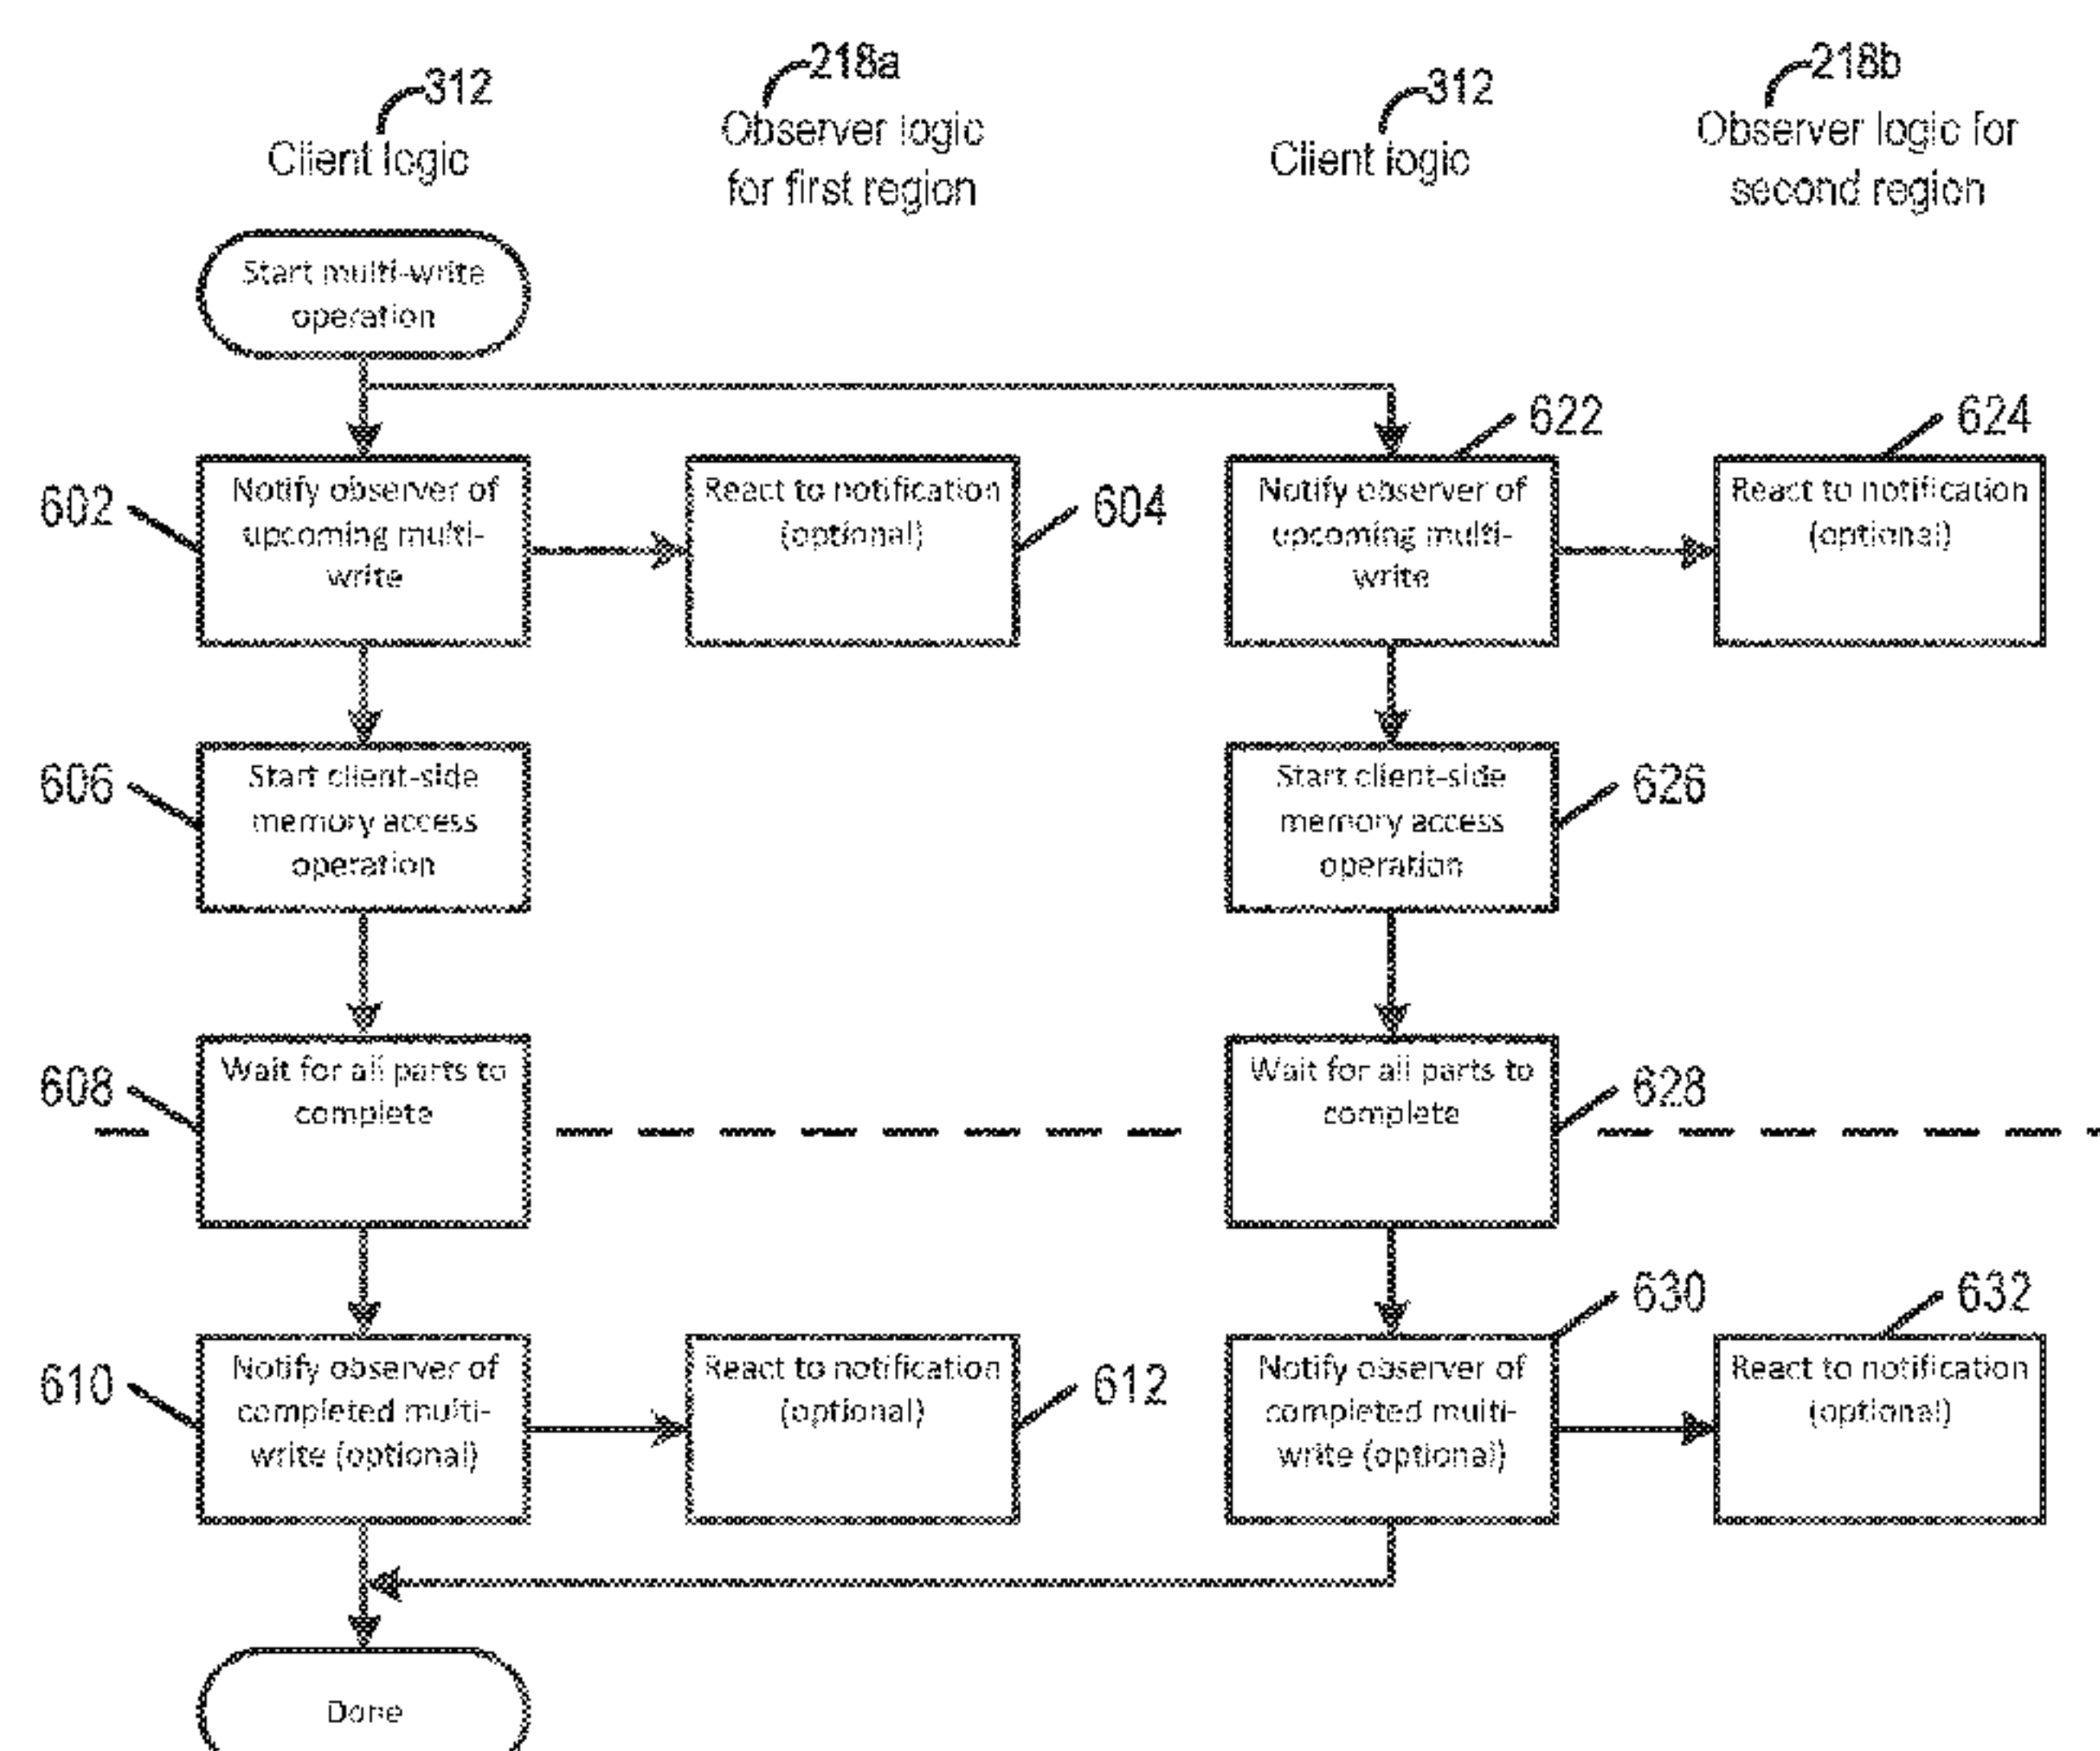 312
Client logic
218a
Observer logic
for first region
312
Client logic
218b
Observer logic for
second region
Start multi-write
operation
602
Notify observer of
upcoming multi-
write
React to notification
(optional)
604
622
Notify observer of
upcoming multi-
write
624
React to notification
(optional)
606
Start client-side
memory access
operation
626
Start client-side
memory access
operation
608
Wait for all parts to
complete
628
Wait for all parts to
complete
610
Notify observer of
completed multi-
write (optional)
React to notification
(optional)
612
630
Notify observer of
completed multi-
write (optional)
632
React to notification
(optional)
Done